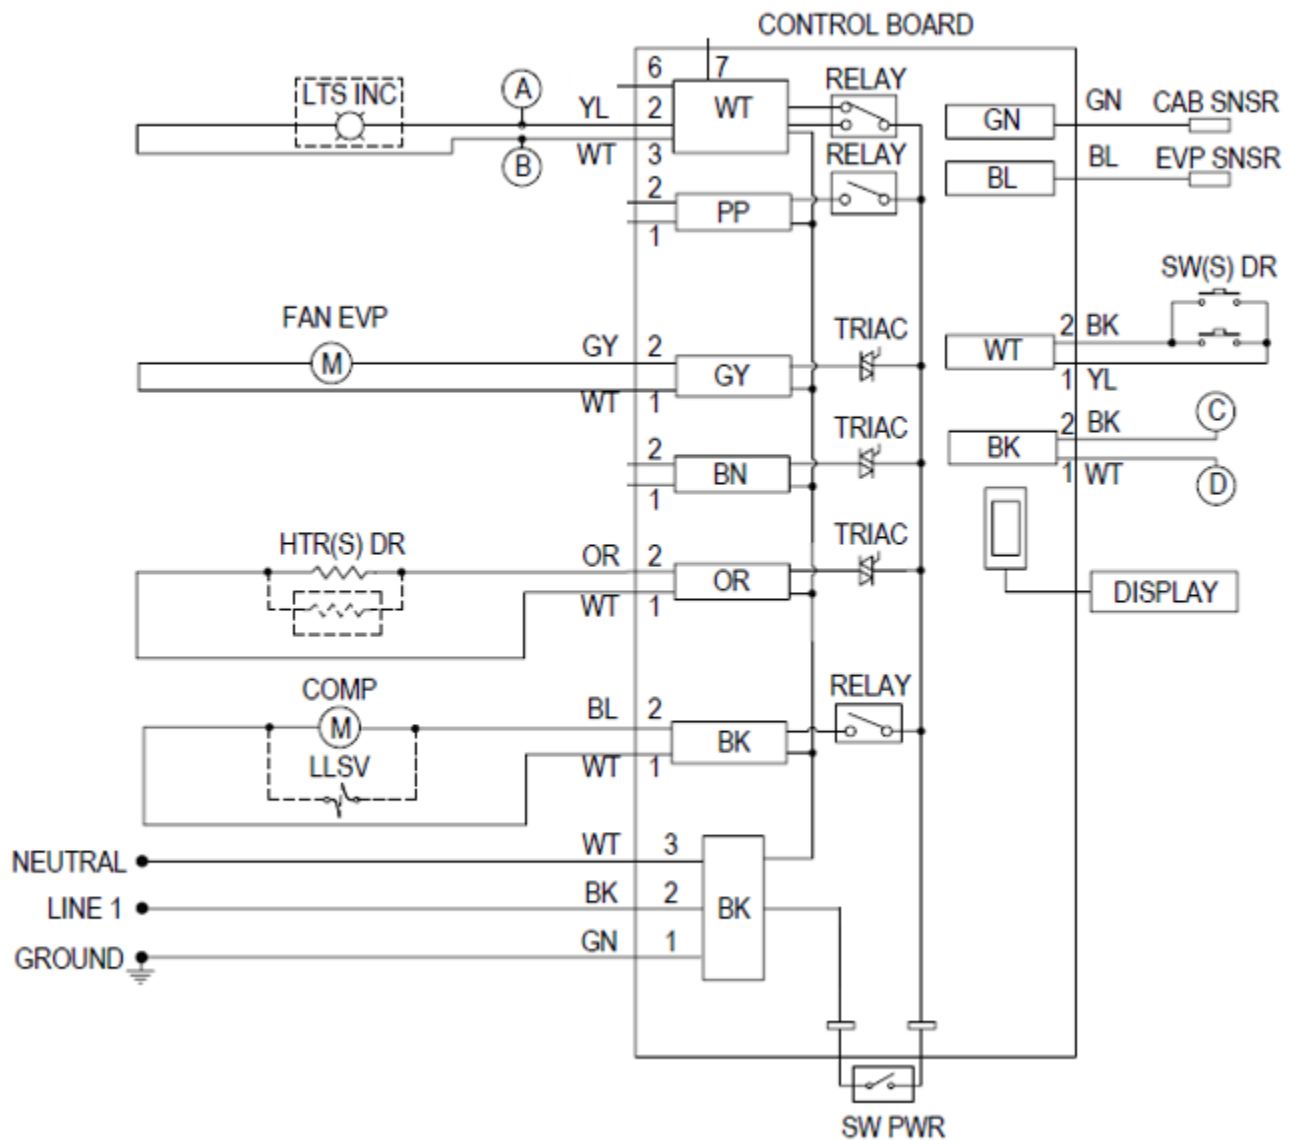 CONTROL BOARD
6 7 RELAY
LTS INC A YL 2 WT GN GN CAB SNSR
B WT 3 RELAY BL BL EVP SNSR
2 PP
1
SW(S) DR
FAN EVP TRIAC 2 BK
M GY 2 GY WT
WT 1 1 YL
TRIAC 2 BK C
2 BN BK
1 1 WT D
HTR(S) DR TRIAC
OR 2 OR DISPLAY
WT 1
COMP RELAY
M BL 2 BK
LLSV WT 1
NEUTRAL WT 3
LINE 1 BK 2 BK
GROUND GN 1
SW PWR